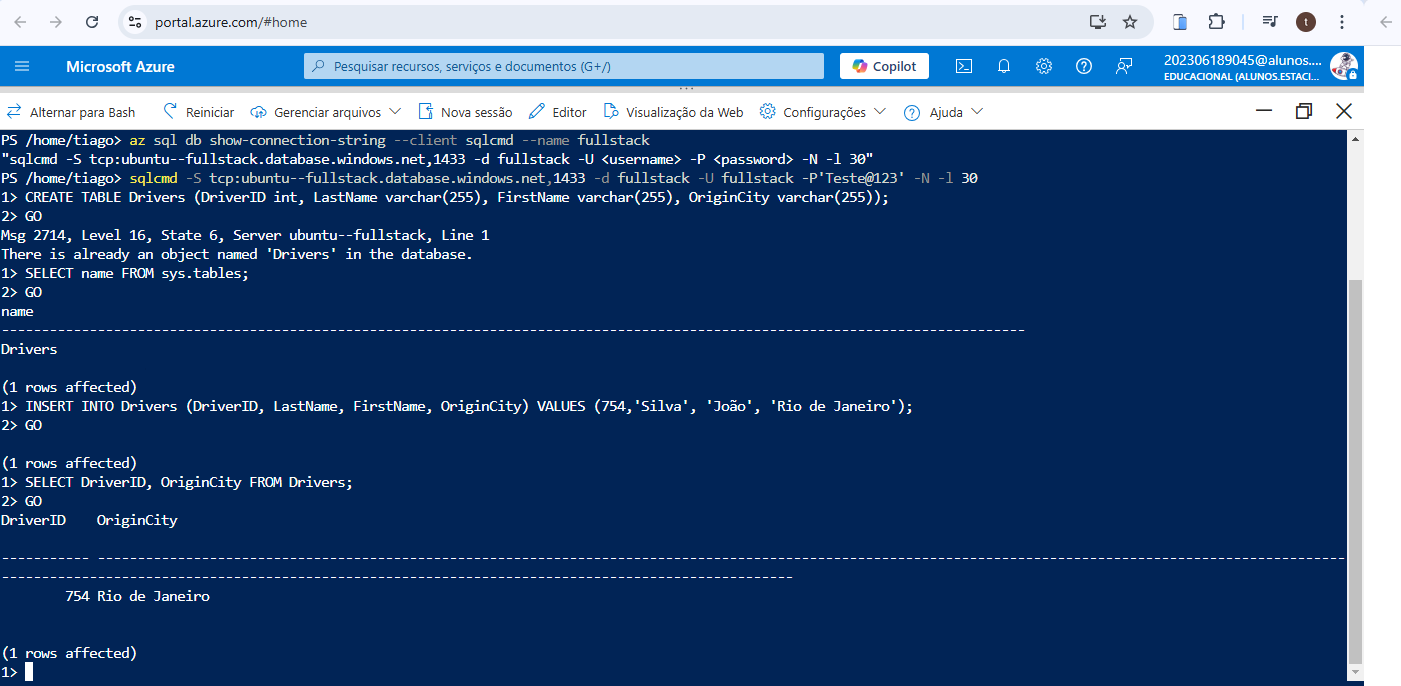 portal.azure.com/#home
t
Microsoft Azure
Pesquisar recursos, serviços e documentos (G+/)
Copilot
202306189045@alunos....
EDUCACIONAL (ALUNOS.ESTACI...
Alternar para Bash
Reiniciar
Gerenciar arquivos
Nova sessão
Editor
Visualização da Web
Configurações
Ajuda
PS /home/tiago> az sql db show-connection-string --client sqlcmd --name fullstack
"sqlcmd -S tcp:ubuntu--fullstack.database.windows.net,1433 -d fullstack -U <username> -P <password> -N -l 30"
PS /home/tiago> sqlcmd -S tcp:ubuntu--fullstack.database.windows.net,1433 -d fullstack -U fullstack -P'Teste@123' -N -l 30
1> CREATE TABLE Drivers (DriverID int, LastName varchar(255), FirstName varchar(255), OriginCity varchar(255));
2> GO
Msg 2714, Level 16, State 6, Server ubuntu--fullstack, Line 1
There is already an object named 'Drivers' in the database.
1> SELECT name FROM sys.tables;
2> GO
name
--------------------------------------------------------------------------------------------------------------------------------
Drivers
(1 rows affected)
1> INSERT INTO Drivers (DriverID, LastName, FirstName, OriginCity) VALUES (754,'Silva', 'João', 'Rio de Janeiro');
2> GO
(1 rows affected)
1> SELECT DriverID, OriginCity FROM Drivers;
2> GO
DriverID    OriginCity
----------- ------------------------------------------------------------------------------------------------------------------------------------------------------------
---------------------------------------------------------------------------------------------------
        754 Rio de Janeiro
(1 rows affected)
1>